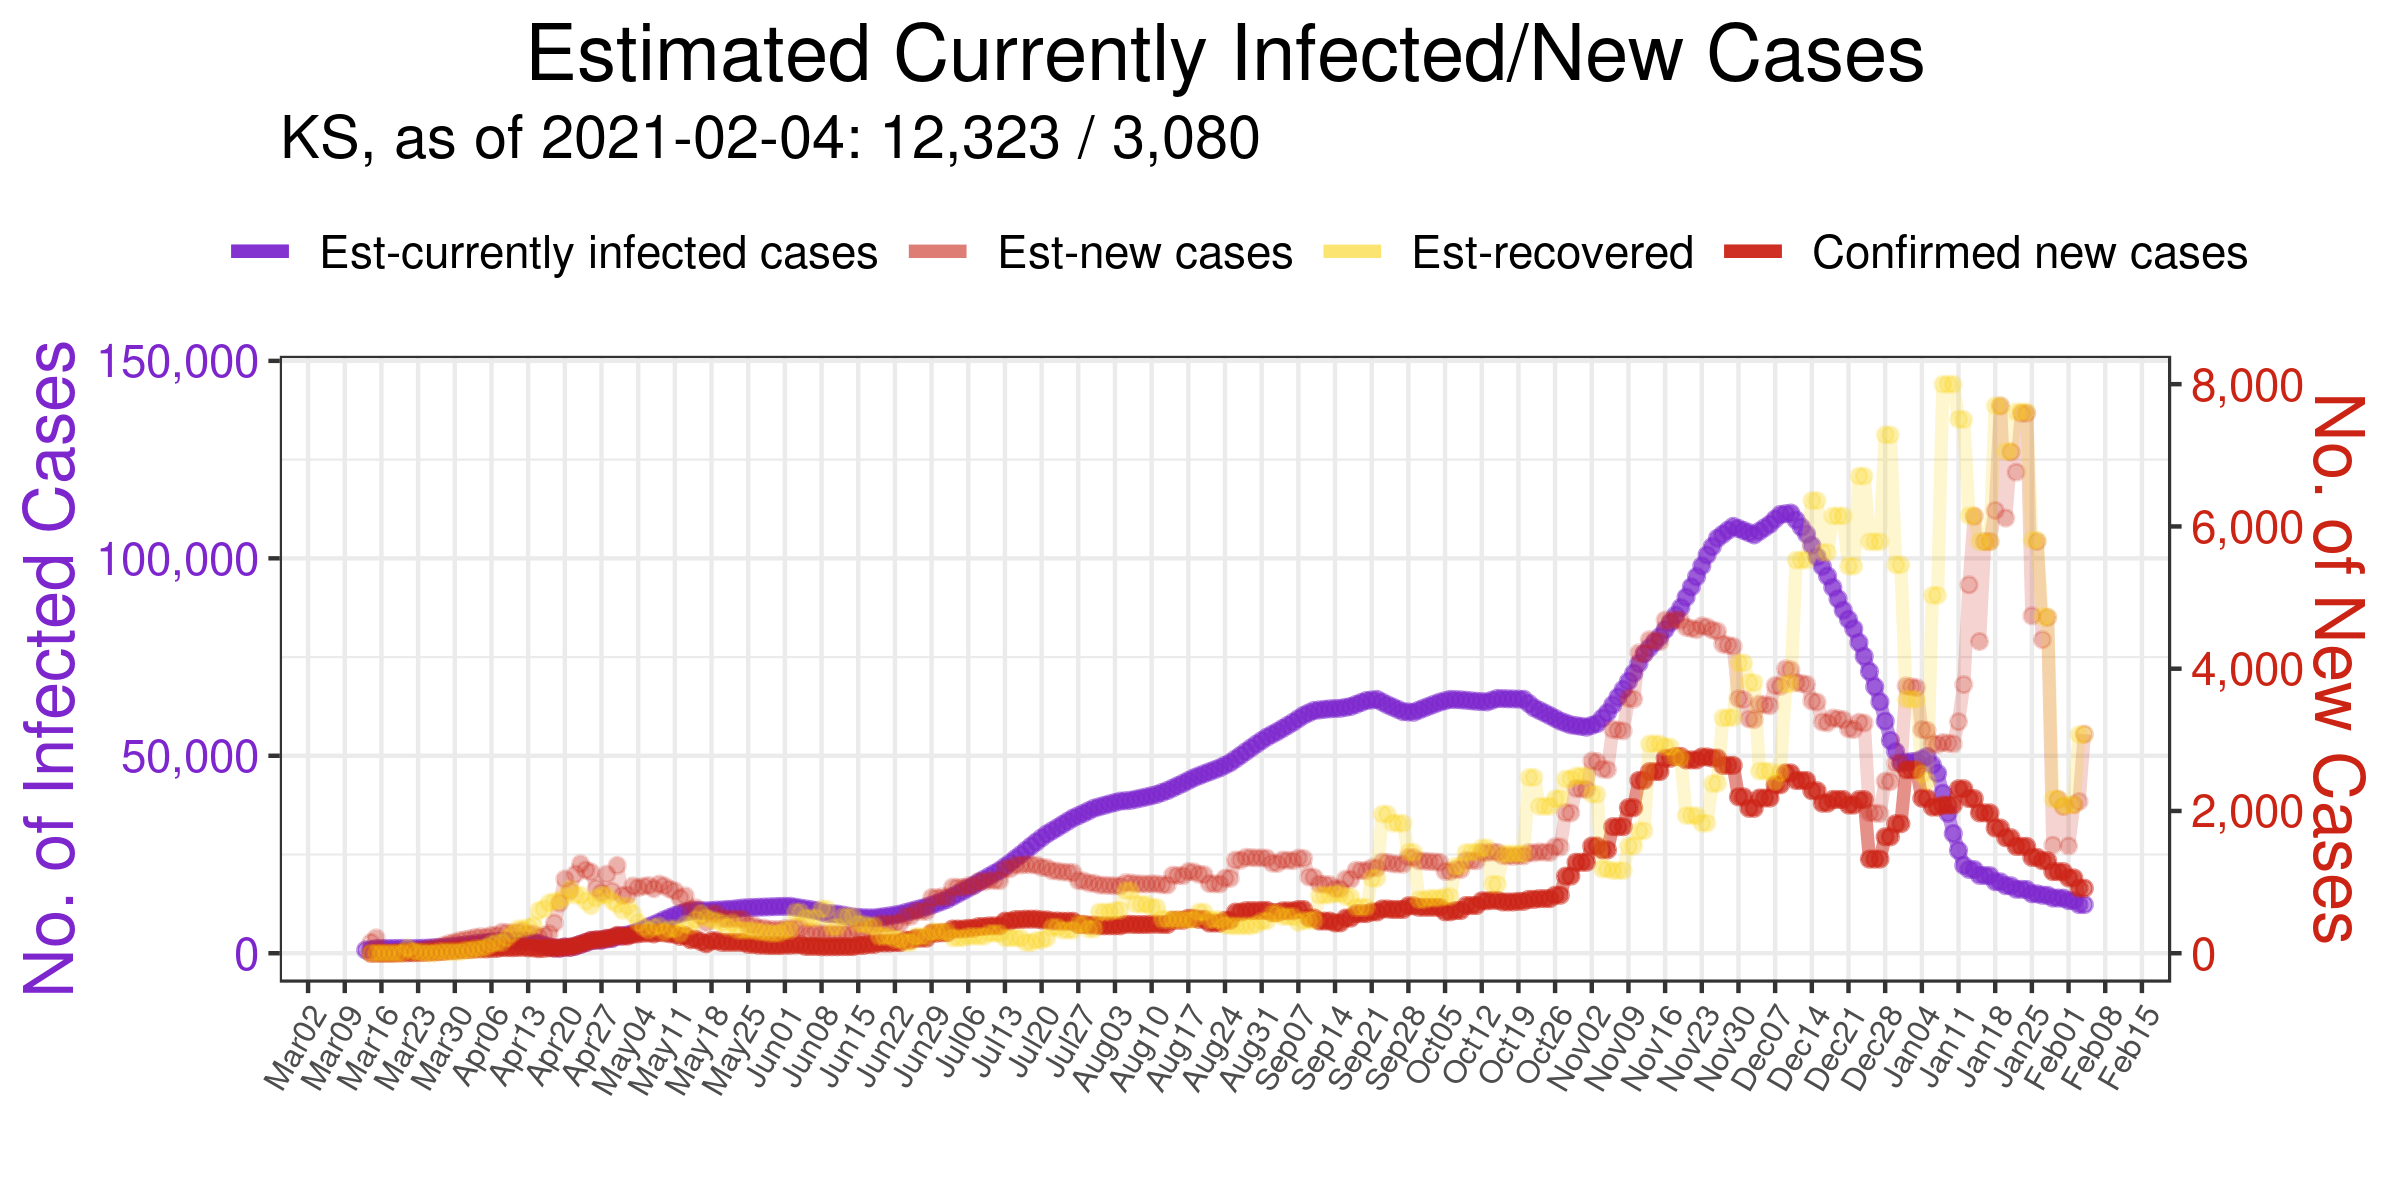 Estimated Currently Infected/New Cases
KS, as of 2021-02-04: 12,323 / 3,080
Est-currently infected cases Est-new cases Est-recovered Confirmed new cases
No. of Infected Cases
150,000
100,000
50,000
0
8,000
6,000
4,000
2,000
0
No. of New Cases
Mar02 Mar09 Mar16 Mar23 Mar30 Apr06 Apr13 Apr20 Apr27 May04 May11 May18 May25 Jun01 Jun08 Jun15 Jun22 Jun29 Jul06 Jul13 Jul20 Jul27 Aug03 Aug10 Aug17 Aug24 Aug31 Sep07 Sep14 Sep21 Sep28 Oct05 Oct12 Oct19 Oct26 Nov02 Nov09 Nov16 Nov23 Nov30 Dec07 Dec14 Dec21 Dec28 Jan04 Jan11 Jan18 Jan25 Feb01 Feb08 Feb15